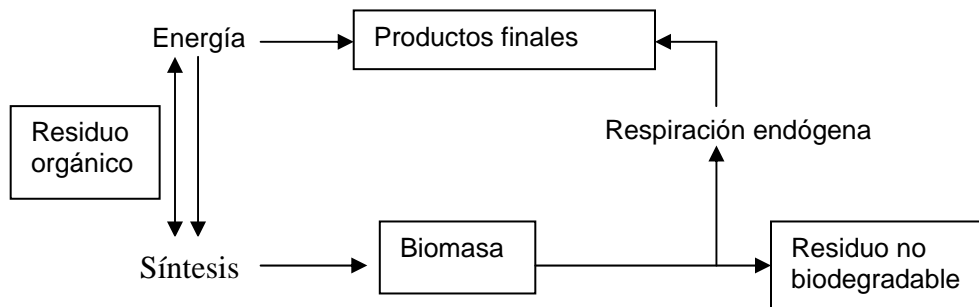 Energía
Productos finales
Residuo
orgánico
Respiración endógena
Síntesis
Biomasa
Residuo no
biodegradable